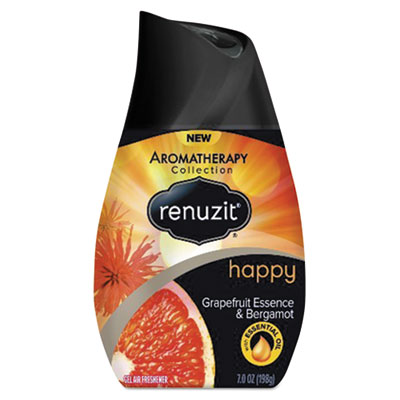 NEW
AROMATHERAPY
Collection
renuzit®
happy
Grapefruit Essence
& Bergamot
with ESSENTIAL OIL
GEL AIR FRESHENER
7.0 OZ (198g)